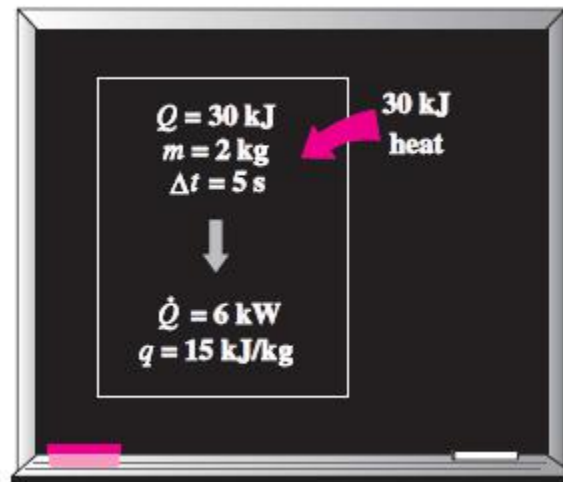 Q = 30 kJ
m = 2 kg
Δt = 5 s
30 kJ
heat
Q̇ = 6 kW
q = 15 kJ/kg